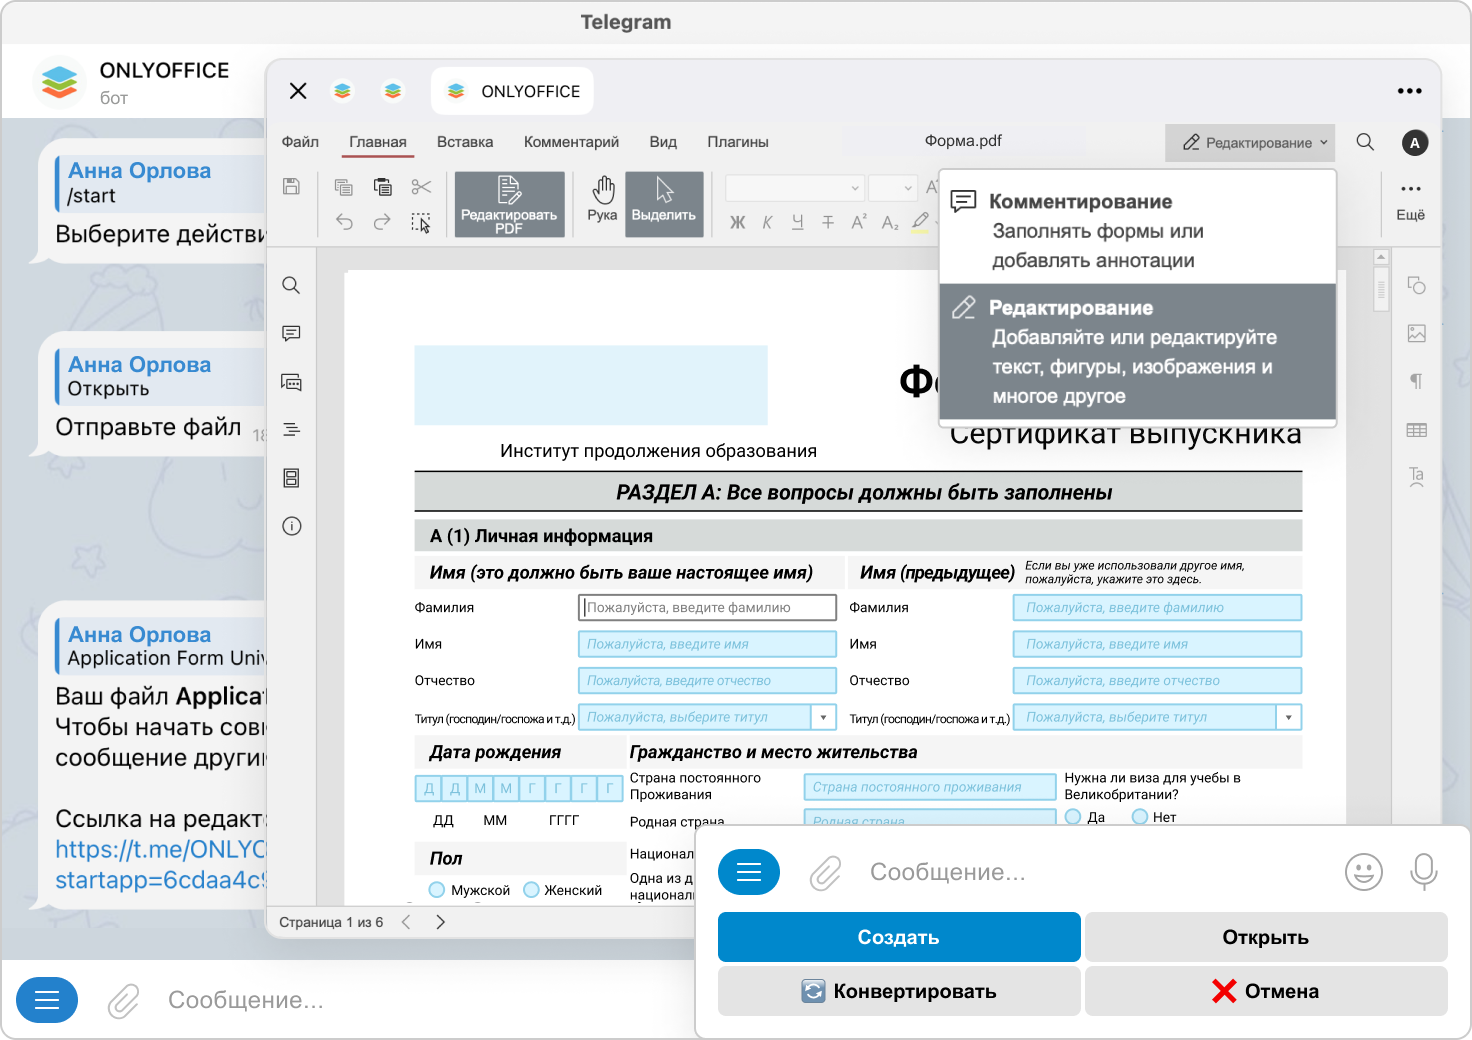 Telegram
ONLYOFFICE
бот
ONLYOFFICE
Файл Главная Вставка Комментарий Вид Плагины Форма.pdf Редактирование A
Редактировать
PDF
Рука Выделить Ж К Ч Т A² A₂ Ещё
Комментирование
Заполнять формы или
добавлять аннотации
Редактирование
Добавляйте или редактируйте
текст, фигуры, изображения и
многое другое
Анна Орлова
/start
Выберите
Анна Орлова
Открыть
Отправьте файл 18
Анна Орлова
Application Form
Ваш файл
Чтобы начать
сообщение
Ссылка на
https://t.me/ONLYO
startapp=6cdaa4c9
Институт продолжения образования
Сертификат выпускника
РАЗДЕЛ А: Все вопросы должны быть заполнены
А (1) Личная информация
Имя (это должно быть ваше настоящее имя) Имя (предыдущее) Если вы уже использовали другое имя,
пожалуйста, укажите это здесь.
Фамилия Пожалуйста, введите фамилию Фамилия Пожалуйста, введите фамилию
Имя Пожалуйста, введите имя Имя Пожалуйста, введите имя
Отчество Пожалуйста, введите отчество Отчество Пожалуйста, введите отчество
Титул (господин/госпожа и т.д.) Пожалуйста, выберите титул Титул (господин/госпожа и т.д.) Пожалуйста, выберите титул
Дата рождения Гражданство и место жительства
Д Д М М Г Г Г Г
ДД ММ ГГГГ
Страна постоянного
Проживания
Страна постоянного проживания
Нужна ли виза для учебы в
Великобритании?
Да Нет
Родная страна Родная страна
Пол
Мужской Женский
Национал
Одна из
националь
Страница 1 из 6
Сообщение...
Сообщение...
Создать Открыть
Конвертировать Отмена